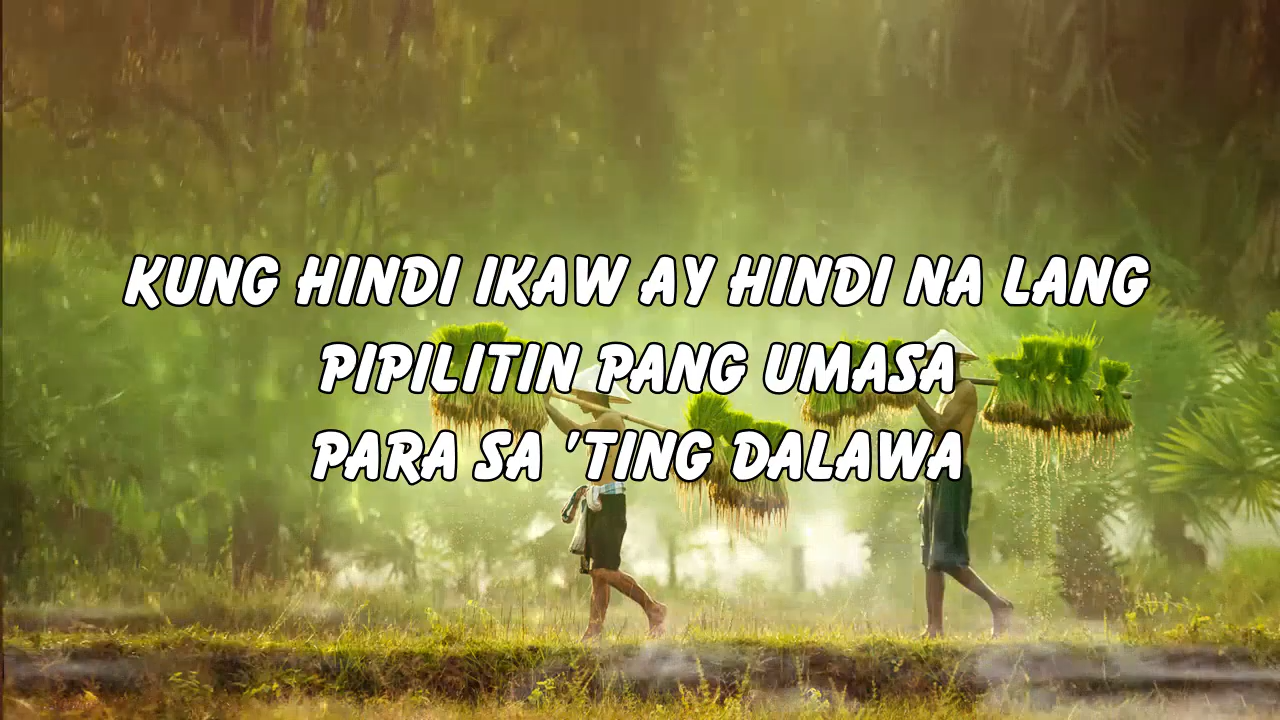 KUNG HINDI IKAW AY HINDI NA LANG
PIPILITIN PANG UMASA
PARA SA 'TING DALAWA